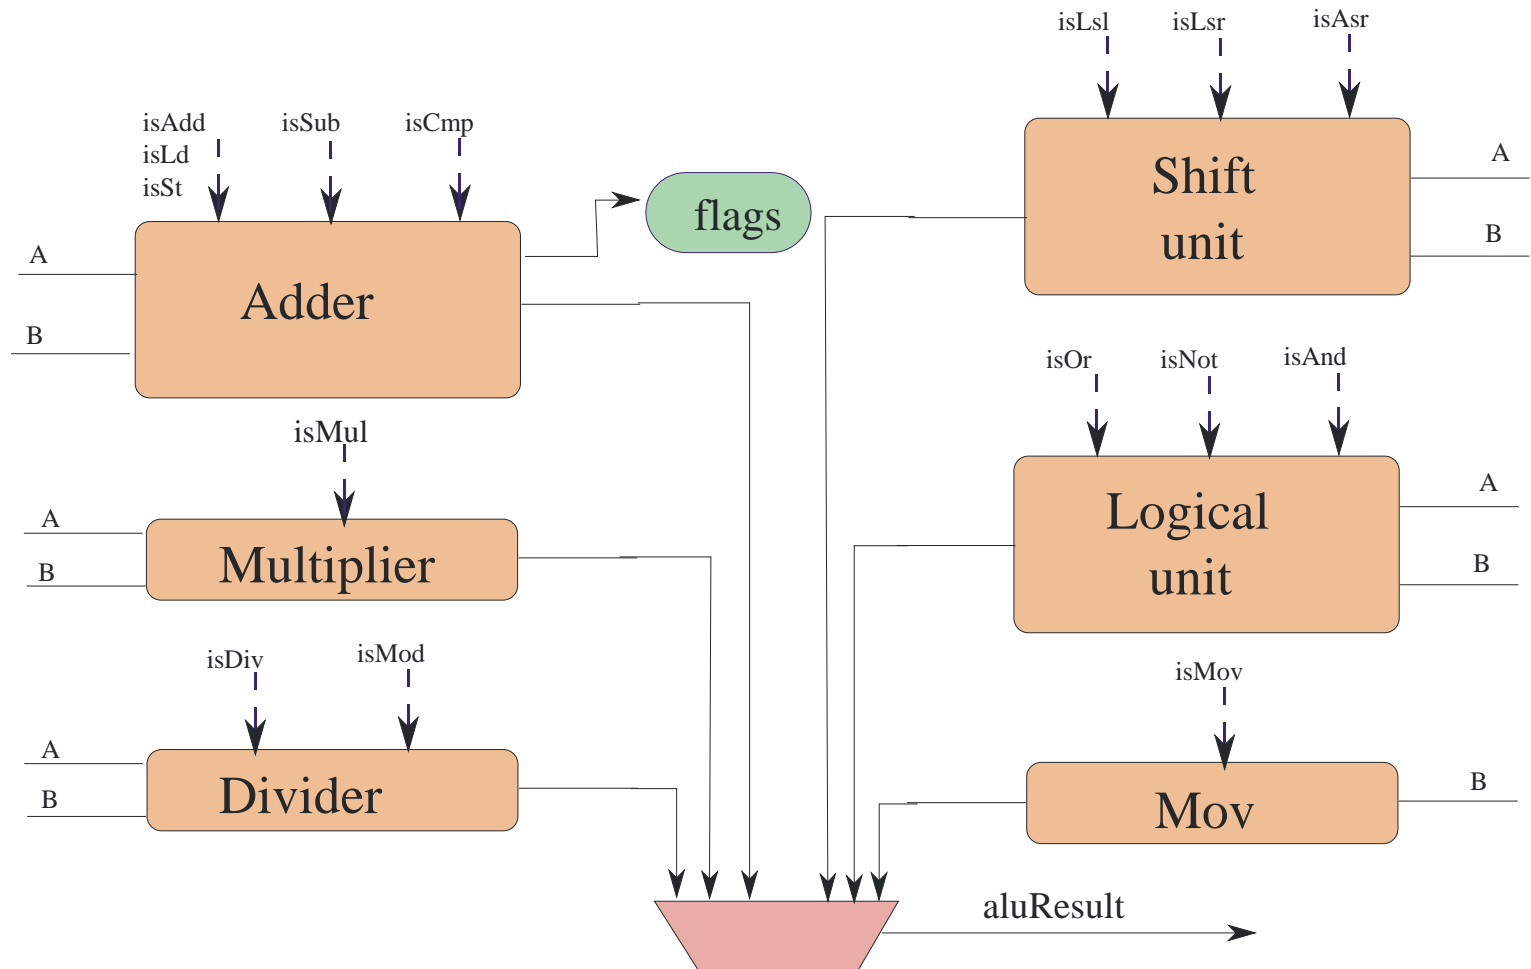 isLsl isLsr isAsr
isAdd isSub isCmp
isLd
isSt
A
B
Adder
flags
Shift
unit
A
B
isMul
A
B
Multiplier
isOr isNot isAnd
Logical
unit
A
B
isDiv isMod
A
B
Divider
isMov
Mov
B
aluResult